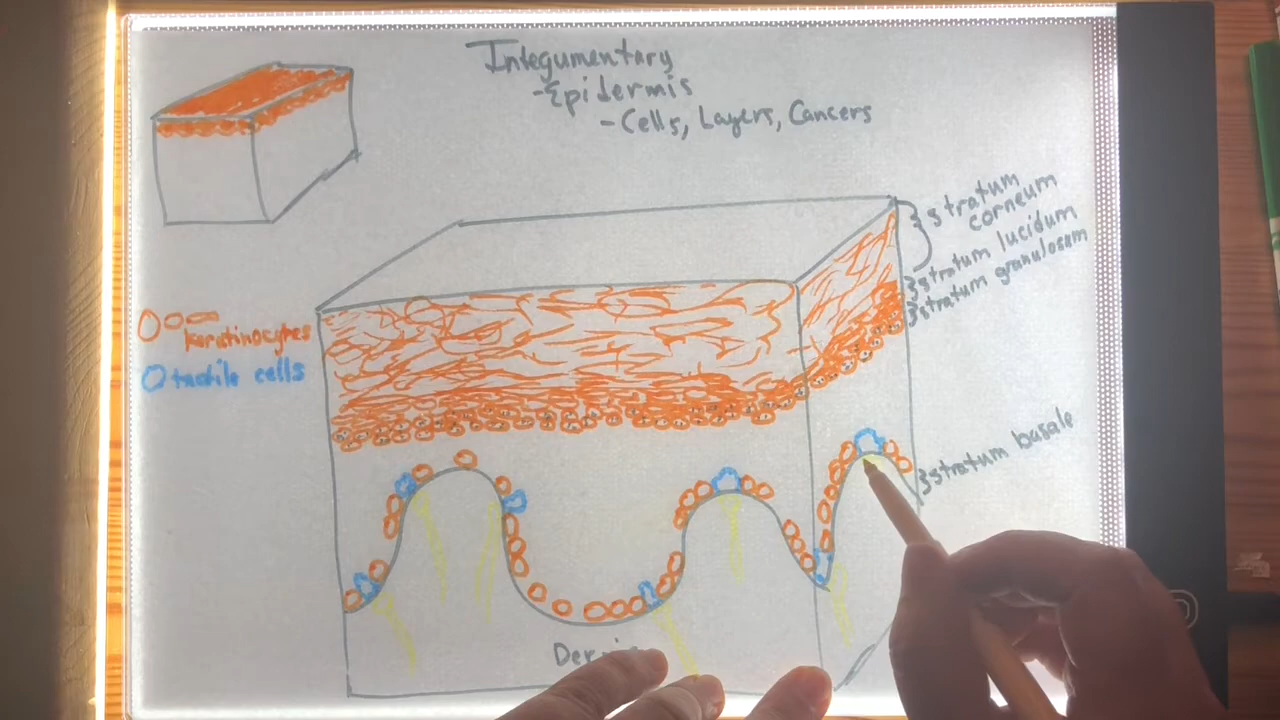 Integumentary
-Epidermis
-Cells, Layers, Cancers
stratum
corneum
stratum lucidum
stratum granulosum
keratinocytes
tactile cells
stratum basale